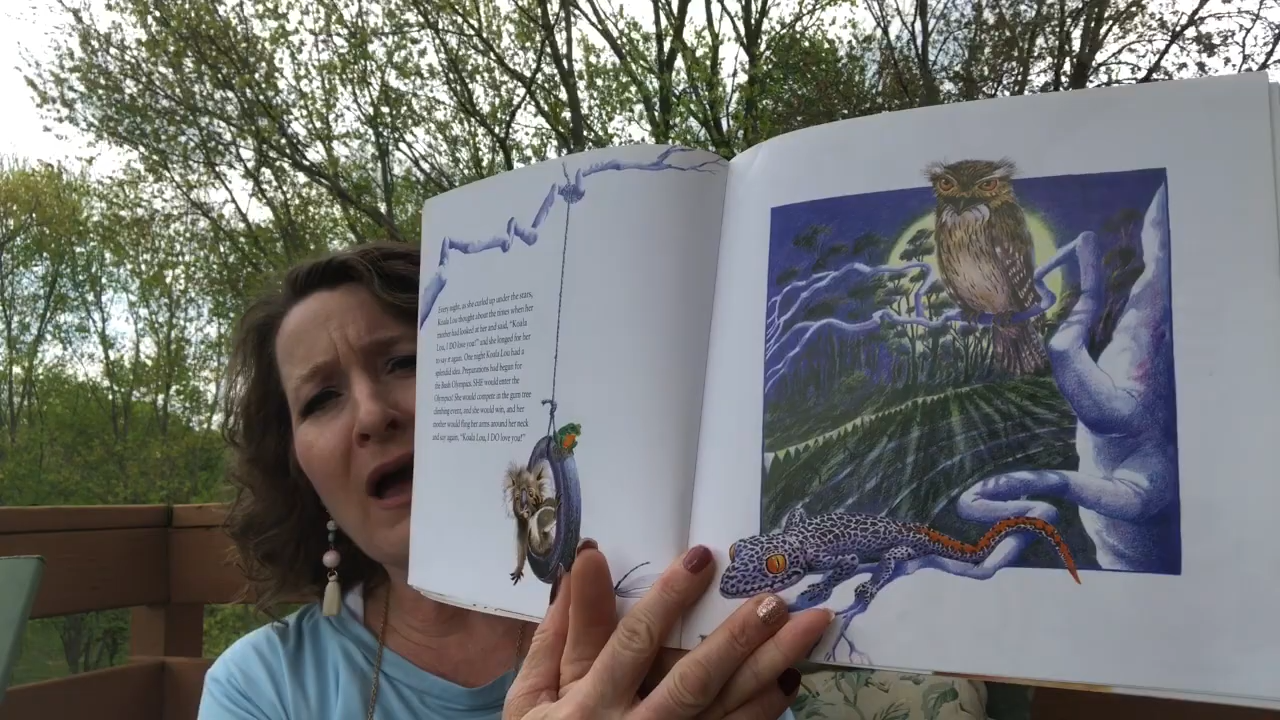 Every night, as she curled up under the stars,
Koala Lou thought about the times when her
mother had looked at her and said, "Koala
Lou, I DO love you!" and she longed for her
to say it again. One night Koala Lou had a
splendid idea. Preparations had begun for
the Bush Olympics. SHE would enter the
Olympics! She would compete in the gum tree
climbing event, and she would win, and her
mother would fling her arms around her neck
and say again, "Koala Lou, I DO love you!"